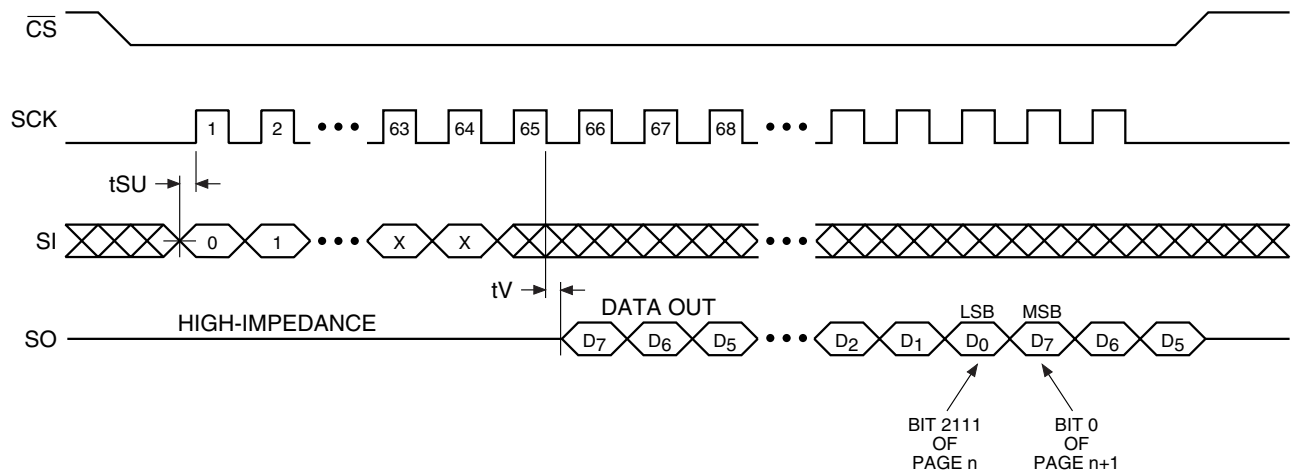 CS
SCK
1 2 ••• 63 64 65 66 67 68 •••
tSU
SI
0 1 ••• X X •••
tV
HIGH-IMPEDANCE
DATA OUT
LSB MSB
SO
D7 D6 D5 ••• D2 D1 D0 D7 D6 D5
BIT 2111
OF
PAGE n
BIT 0
OF
PAGE n+1